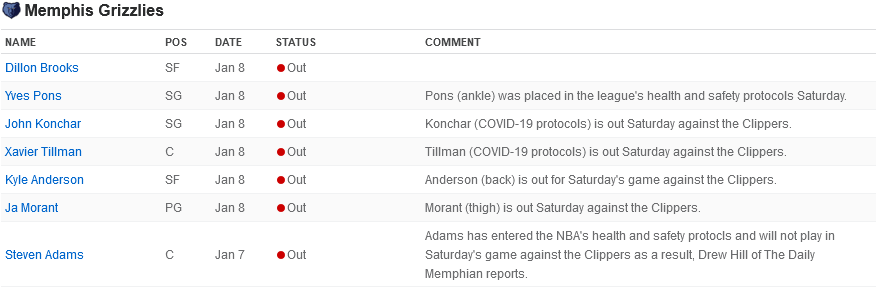 Memphis Grizzlies
NAME POS DATE STATUS COMMENT
Dillon Brooks SF Jan 8 Out
Yves Pons SG Jan 8 Out Pons (ankle) was placed in the league's health and safety protocols Saturday.
John Konchar SG Jan 8 Out Konchar (COVID-19 protocols) is out Saturday against the Clippers.
Xavier Tillman C Jan 8 Out Tillman (COVID-19 protocols) is out Saturday against the Clippers.
Kyle Anderson SF Jan 8 Out Anderson (back) is out for Saturday's game against the Clippers.
Ja Morant PG Jan 8 Out Morant (thigh) is out Saturday against the Clippers.
Steven Adams C Jan 7 Out Adams has entered the NBA's health and safety protocls and will not play in
Saturday's game against the Clippers as a result, Drew Hill of The Daily
Memphian reports.